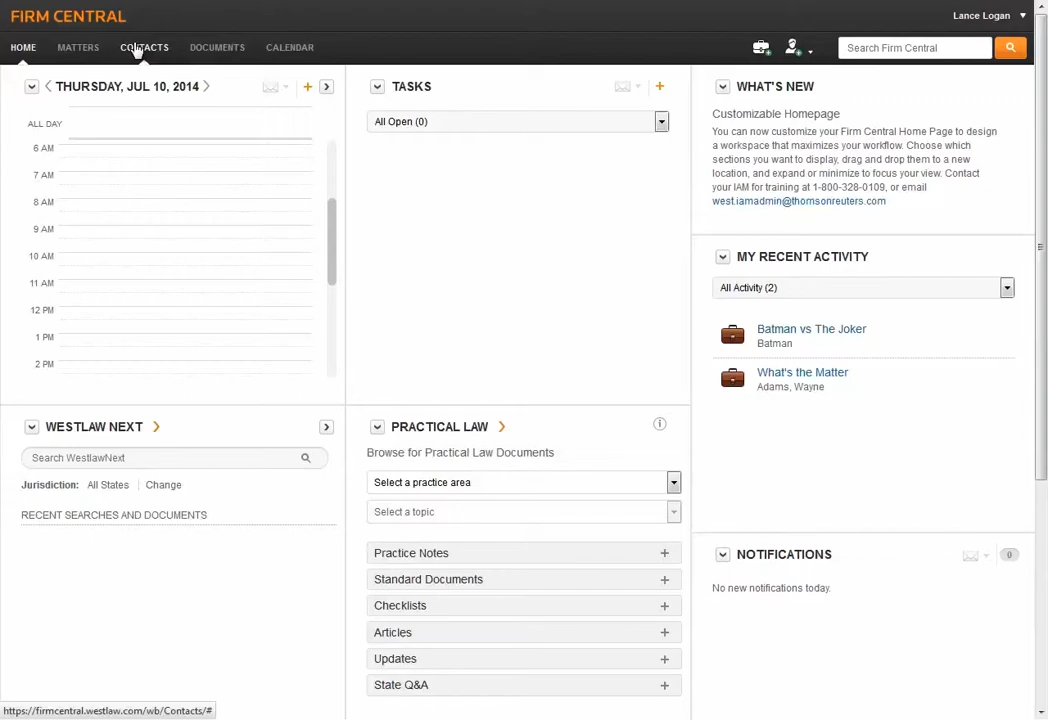 FIRM CENTRAL
Lance Logan
HOME MATTERS CONTACTS DOCUMENTS CALENDAR
Search Firm Central
THURSDAY, JUL 10, 2014
ALL DAY
6 AM
7 AM
8 AM
9 AM
10 AM
11 AM
12 PM
1 PM
2 PM
TASKS
All Open (0)
WHAT'S NEW
Customizable Homepage
You can now customize your Firm Central Home Page to design
a workspace that maximizes your workflow. Choose which
sections you want to display, drag and drop them to a new
location, and expand or minimize to focus your view. Contact
your IAM for training at 1-800-328-0109, or email
west.iamadmin@thomsonreuters.com
MY RECENT ACTIVITY
All Activity (2)
Batman vs The Joker
Batman
What's the Matter
Adams, Wayne
WESTLAW NEXT
Search WestlawNext
Jurisdiction: All States Change
RECENT SEARCHES AND DOCUMENTS
PRACTICAL LAW
Browse for Practical Law Documents
Select a practice area
Select a topic
Practice Notes
Standard Documents
Checklists
Articles
Updates
State Q&A
NOTIFICATIONS
0
No new notifications today.
https://firmcentral.westlaw.com/wb/Contacts/#